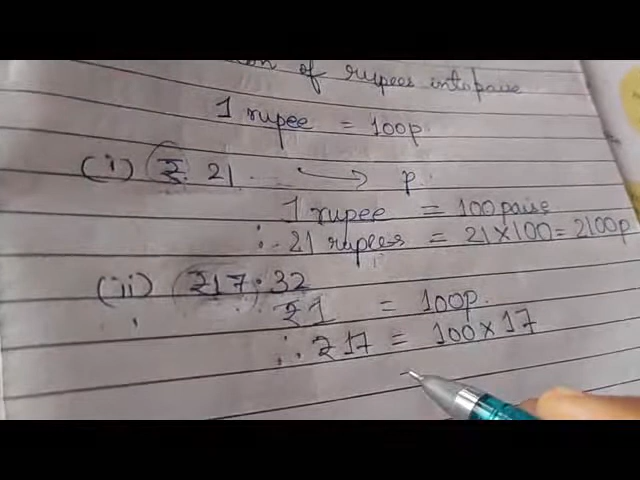 of rupees into paise
1 rupee = 100p.
(i) ₹ 21 → p.
1 rupee = 100 paise
∴ 21 rupees = 21×100 = 2100p
(ii) ₹17.32
₹1 = 100p.
∴ ₹17 = 100×17